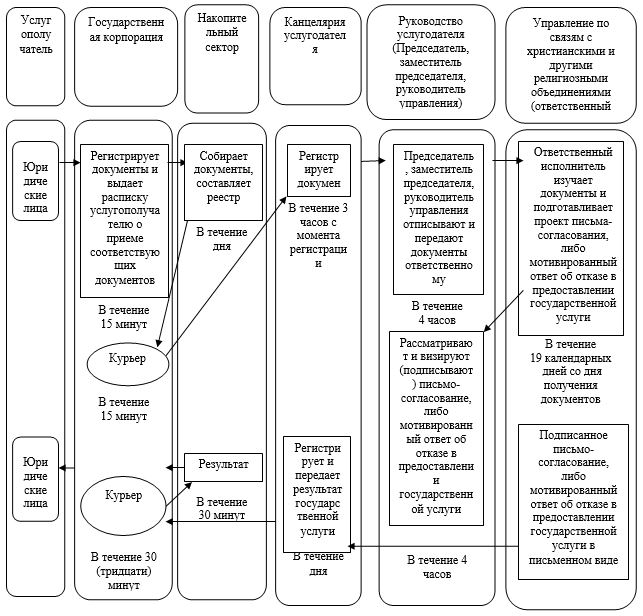 Услуг
ополу
чатель
Государственн
ая корпорация
Накопи
тельный
сектор
Канцелярия
услугодател
я
Руководство
услугодателя
(Председатель,
заместитель
председателя,
руководитель
управления)
Управление по
связям с
христианскими и
другими
религиозными
объединениями
(ответственный
Юри
диче
ские
лица
Регистрирует
документы и
выдает
расписку
услугополуча
телю о
приеме
соответствую
щих
документов
В течение
15 минут
Курьер
В течение
15 минут
Собирает
документы,
составляет
реестр
В течение
дня
Регистр
ирует
докумен
В течение 3
часов с
момента
регистраци
и
Председатель
, заместитель
председателя,
руководитель
управления
отписывают и
передают
документы
ответственно
му
В течение
4 часов
Ответственный
исполнитель
изучает
документы и
подготавливает
проект письма-
согласования,
либо
мотивированный
ответ об отказе в
предоставлении
государственной
услуги
В течение
19 календарных
дней со дня
получения
документов
Рассматриваю
т и визируют
(подписывают
) письмо-
согласование,
либо
мотивированн
ый ответ об
отказе в
предоставлени
и
государственн
ой услуги
В течение 4
часов
Подписанное
письмо-
согласование,
либо
мотивированный
ответ об отказе в
предоставлении
государственной
услуги в
письменном виде
Регистри
рует и
передает
результат
государс
твенной
услуги
В течение
дня
Результат
В течение
30 минут
Курьер
В течение 30
(тридцати)
минут
Юри
диче
ские
лица